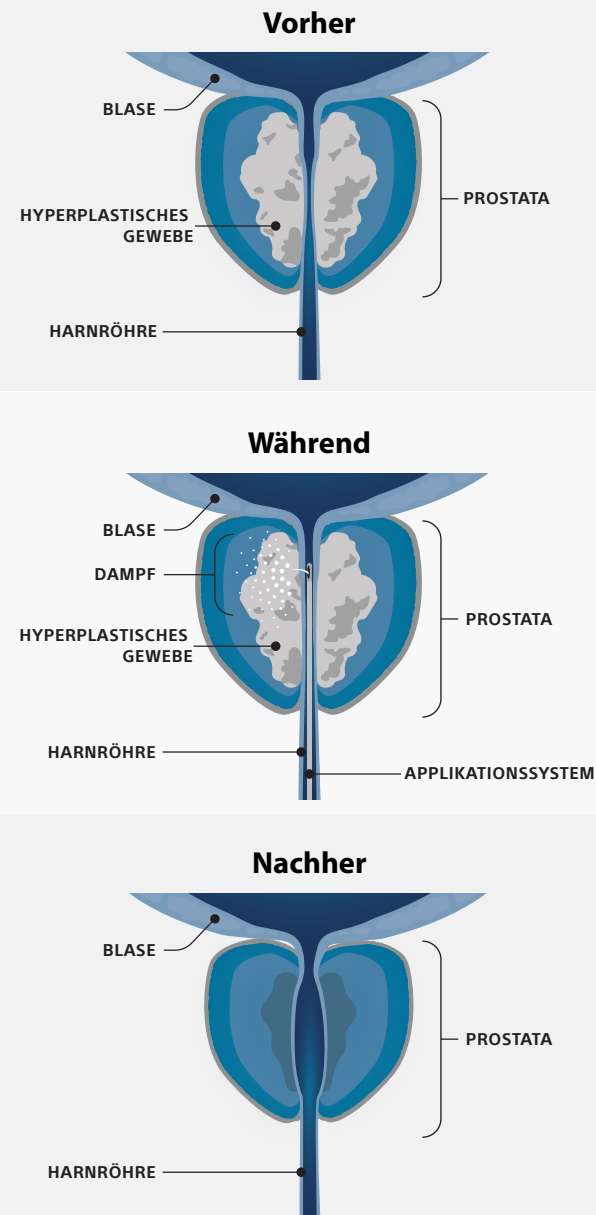 Vorher
BLASE
PROSTATA
HYPERPLASTISCHES
GEWEBE
HARNRÖHRE
Während
BLASE
DAMPF
PROSTATA
HYPERPLASTISCHES
GEWEBE
HARNRÖHRE
APPLIKATIONSSYSTEM
Nachher
BLASE
PROSTATA
HARNRÖHRE